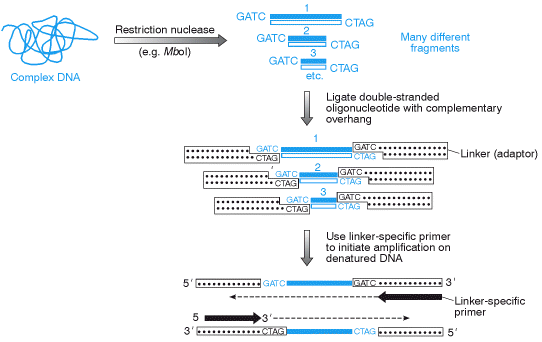 Complex DNA
Restriction nuclease
(e.g. MboI)
1
GATC
CTAG
2
GATC
CTAG
3
GATC
CTAG
etc.
Many different
fragments
Ligate double-stranded
oligonucleotide with complementary
overhang
1
GATC
GATC
CTAG
CTAG
Linker (adaptor)
2
GATC
GATC
CTAG
CTAG
3
GATC
GATC
CTAG
CTAG
Use linker-specific primer
to initiate amplification on
denatured DNA
5′
GATC
GATC
3′
Linker-specific
primer
5
3′
3′
CTAG
CTAG
5′